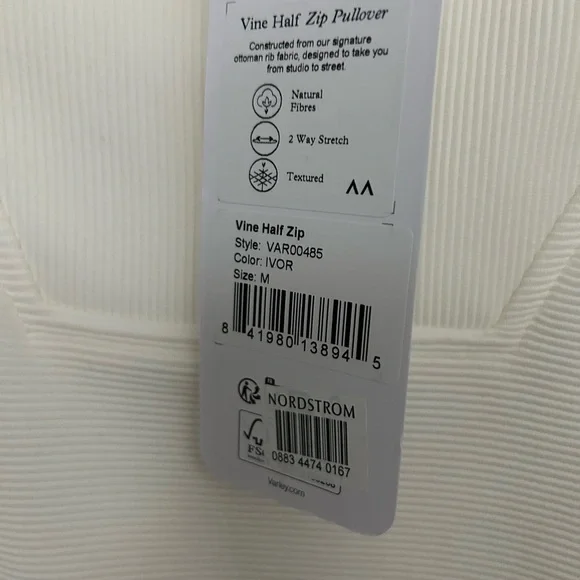 Vine Half Zip Pullover
Constructed from our signature
ottoman rib fabric, designed to take you
from studio to street.
Natural
Fibres
2 Way Stretch
Textured
Vine Half Zip
Style: VAR00485
Color: IVOR
Size: M
8 41980 13894 5
NORDSTROM
FS
0883 4474 0167
Varley.com